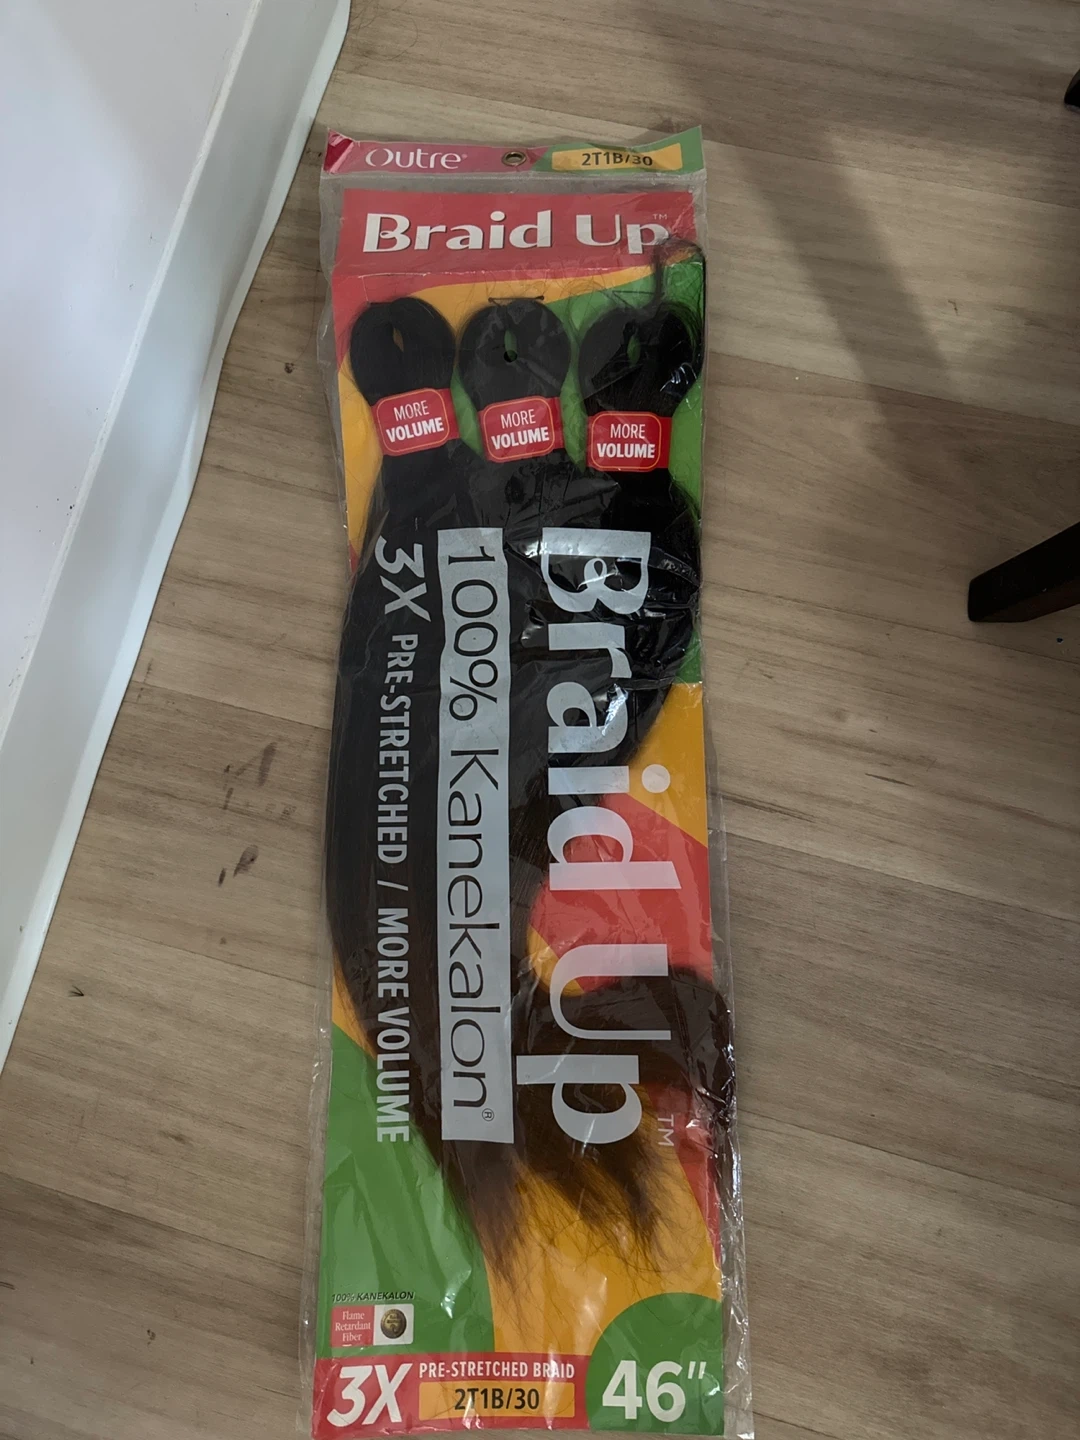 Outre®
2T1B/30
Braid Up™
MORE
VOLUME
MORE
VOLUME
MORE
VOLUME
Braid Up™
100% Kanekalon®
3X PRE-STRETCHED / MORE VOLUME
100% KANEKALON
Flame
Retardant
Fiber
3X
PRE-STRETCHED BRAID
2T1B/30
46"